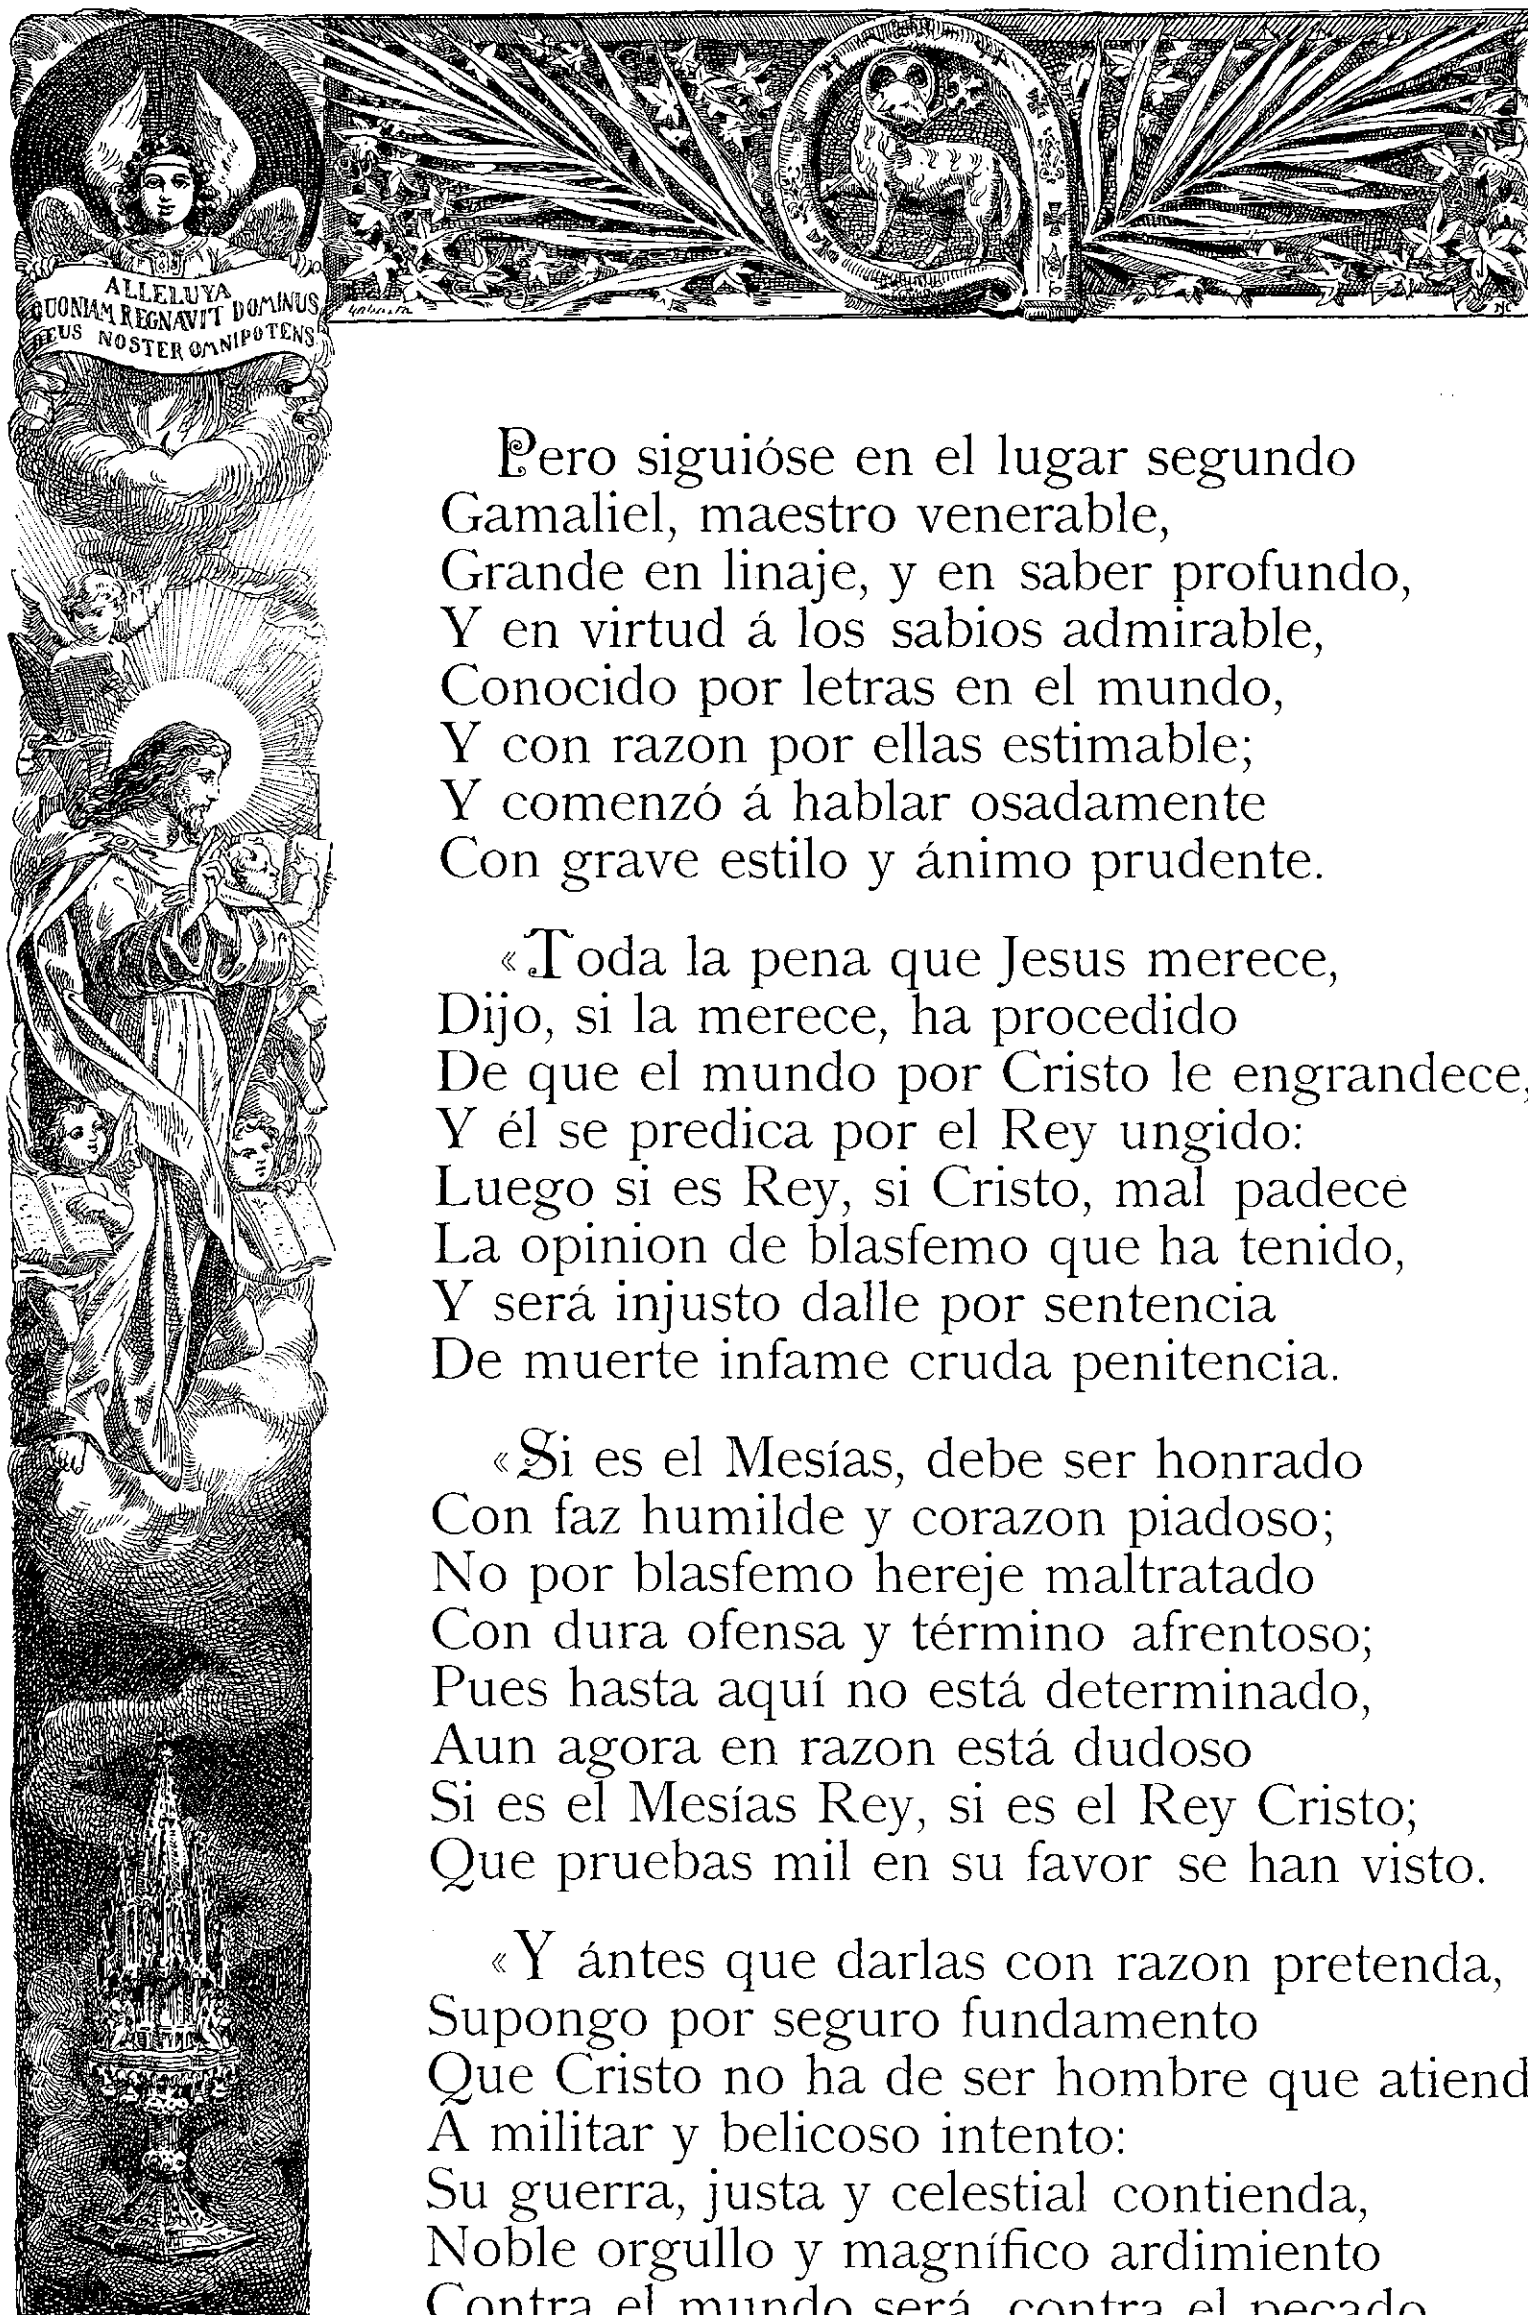 ALLELUYA
QUONIAM REGNAVIT DOMINUS
DEUS NOSTER OMNIPOTENS
Pero siguióse en el lugar segundo
Gamaliel, maestro venerable,
Grande en linaje, y en saber profundo,
Y en virtud á los sabios admirable,
Conocido por letras en el mundo,
Y con razon por ellas estimable;
Y comenzó á hablar osadamente
Con grave estilo y ánimo prudente.
«Toda la pena que Jesus merece,
Dijo, si la merece, ha procedido
De que el mundo por Cristo le engrandece,
Y él se predica por el Rey ungido:
Luego si es Rey, si Cristo, mal padece
La opinion de blasfemo que ha tenido,
Y será injusto dalle por sentencia
De muerte infame cruda penitencia.
«Si es el Mesías, debe ser honrado
Con faz humilde y corazon piadoso;
No por blasfemo hereje maltratado
Con dura ofensa y término afrentoso;
Pues hasta aquí no está determinado,
Aun agora en razon está dudoso
Si es el Mesías Rey, si es el Rey Cristo;
Que pruebas mil en su favor se han visto.
«Y ántes que darlas con razon pretenda,
Supongo por seguro fundamento
Que Cristo no ha de ser hombre que atiend
Á militar y belicoso intento:
Su guerra, justa y celestial contienda,
Noble orgullo y magnífico ardimiento
Contra el mundo será, contra el pecado